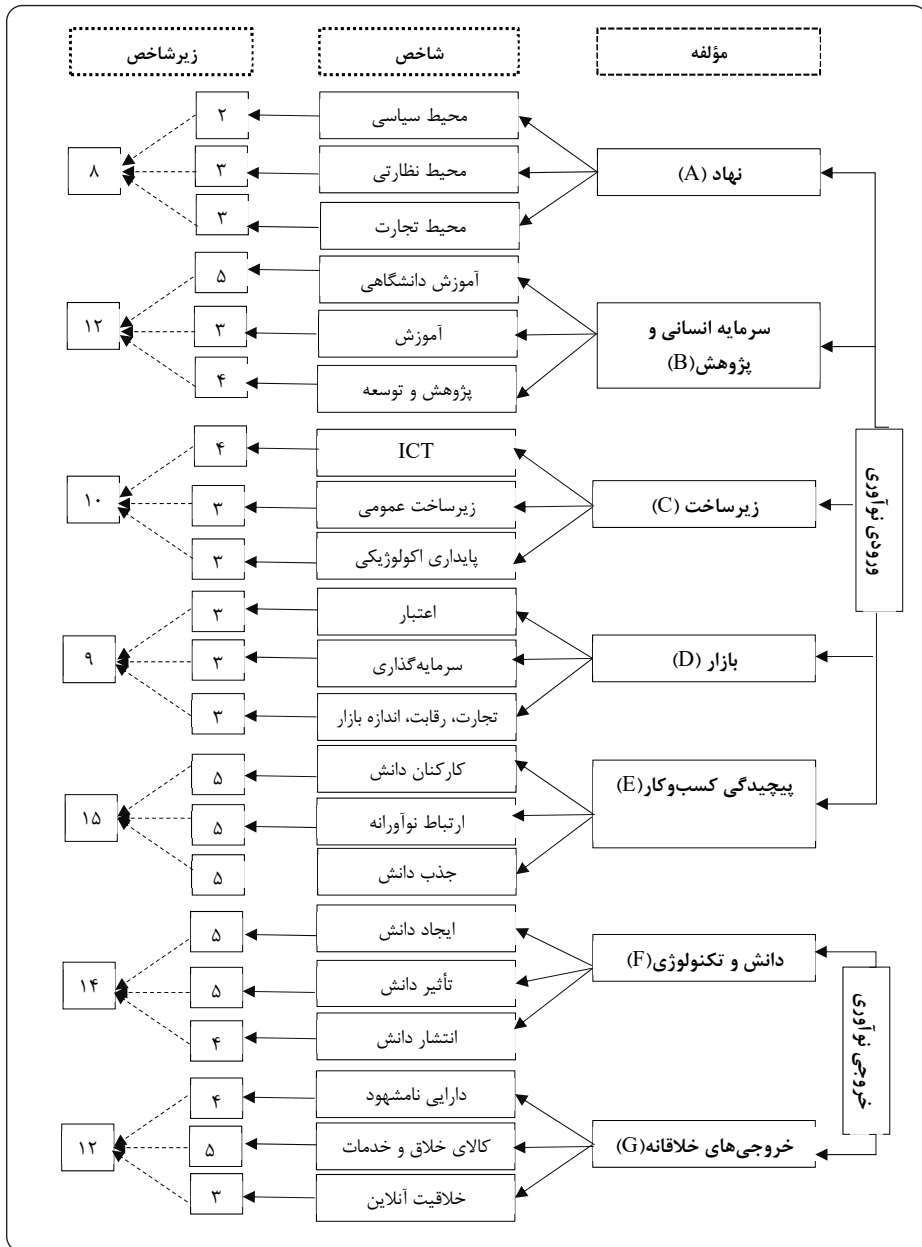 مؤلفه
شاخص
زیرشاخص
ورودی نوآوری
نهاد (A)
محیط سیاسی
۲
محیط نظارتی
۳
محیط تجارت
۳
۸
سرمایه انسانی و
پژوهش(B)
آموزش دانشگاهی
۵
آموزش
۳
پژوهش و توسعه
۴
۱۲
زیرساخت (C)
ICT
۴
زیرساخت عمومی
۳
پایداری اکولوژیکی
۳
۱۰
بازار (D)
اعتبار
۳
سرمایه‌گذاری
۳
تجارت، رقابت، اندازه بازار
۳
۹
پیچیدگی کسب‌وکار(E)
کارکنان دانش
۵
ارتباط نوآورانه
۵
جذب دانش
۵
۱۵
خروجی نوآوری
دانش و تکنولوژی(F)
ایجاد دانش
۵
تأثیر دانش
۵
انتشار دانش
۴
۱۴
خروجی‌های خلاقانه(G)
دارایی نامشهود
۴
کالای خلاق و خدمات
۵
خلاقیت آنلاین
۳
۱۲